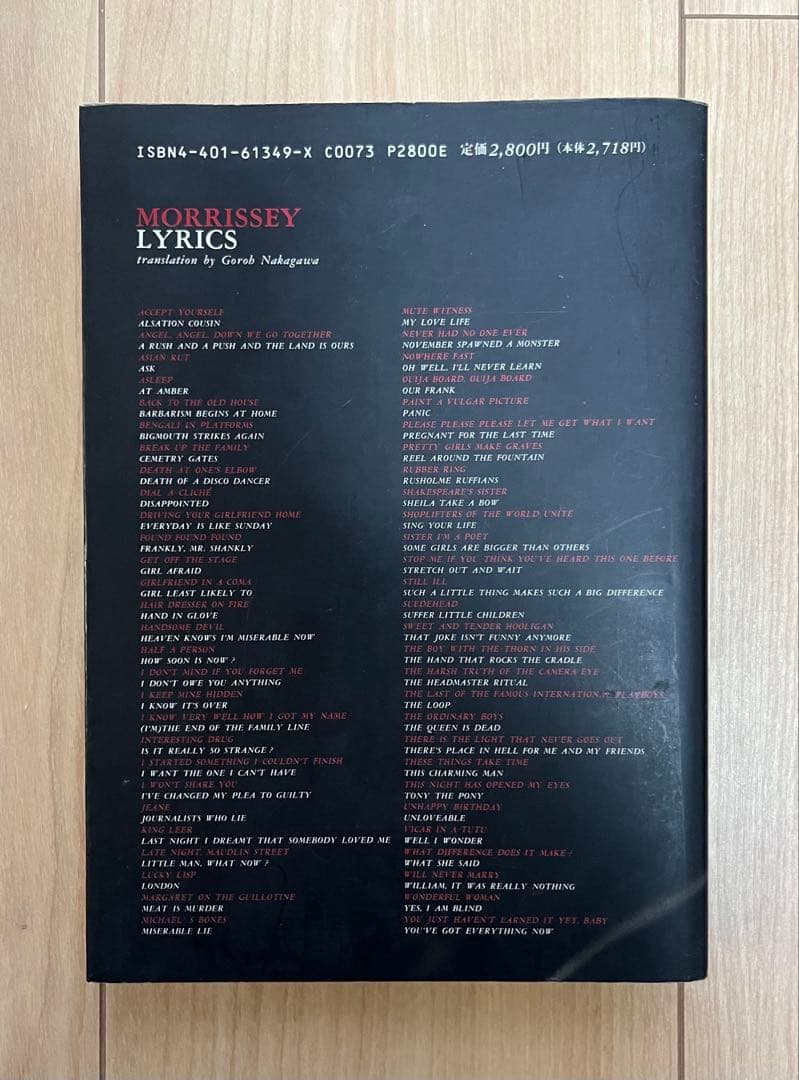 ISBN4-401-61349-X C0073 P2800E 定価2,800円(本体2,718円)
MORRISSEY
LYRICS
translation by Goroh Nakagawa
ACCEPT YOURSELF
ALSATION COUSIN
ANGEL, ANGEL, DOWN WE GO TOGETHER
A RUSH AND A PUSH AND THE LAND IS OURS
ASIAN RUT
ASK
ASLEEP
AT AMBER
BACK TO THE OLD HOUSE
BARBARISM BEGINS AT HOME
BENGALI IN PLATFORMS
BIGMOUTH STRIKES AGAIN
BREAK UP THE FAMILY
CEMETRY GATES
DEATH AT ONE'S ELBOW
DEATH OF A DISCO DANCER
DIAL A CLICHÉ
DISAPPOINTED
DRIVING YOUR GIRLFRIEND HOME
EVERYDAY IS LIKE SUNDAY
FOUND FOUND FOUND
FRANKLY, MR. SHANKLY
GET OFF THE STAGE
GIRL AFRAID
GIRLFRIEND IN A COMA
GIRL LEAST LIKELY TO
HAIR DRESSER ON FIRE
HAND IN GLOVE
HANDSOME DEVIL
HEAVEN KNOWS I'M MISERABLE NOW
HALF A PERSON
HOW SOON IS NOW ?
I DON'T MIND IF YOU FORGET ME
I DON'T OWE YOU ANYTHING
I KEEP MINE HIDDEN
I KNOW IT'S OVER
I KNOW VERY WELL HOW I GOT MY NAME
(I'M)THE END OF THE FAMILY LINE
INTERESTING DRUG
IS IT REALLY SO STRANGE ?
I STARTED SOMETHING I COULDN'T FINISH
I WANT THE ONE I CAN'T HAVE
I WON'T SHARE YOU
I'VE CHANGED MY PLEA TO GUILTY
JEANE
JOURNALISTS WHO LIE
KING LEER
LAST NIGHT I DREAMT THAT SOMEBODY LOVED ME
LATE NIGHT, MAUDLIN STREET
LITTLE MAN, WHAT NOW ?
LUCKY LISP
LONDON
MARGARET ON THE GUILLOTINE
MEAT IS MURDER
MICHAEL' S BONES
MISERABLE LIE
MUTE WITNESS
MY LOVE LIFE
NEVER HAD NO ONE EVER
NOVEMBER SPAWNED A MONSTER
NOWHERE FAST
OH WELL, I'LL NEVER LEARN
OUIJA BOARD, OUIJA BOARD
OUR FRANK
PAINT A VULGAR PICTURE
PANIC
PLEASE PLEASE PLEASE LET ME GET WHAT I WANT
PREGNANT FOR THE LAST TIME
PRETTY GIRLS MAKE GRAVES
REEL AROUND THE FOUNTAIN
RUBBER RING
RUSHOLME RUFFIANS
SHAKESPEARE'S SISTER
SHEILA TAKE A BOW
SHOPLIFTERS OF THE WORLD UNITE
SING YOUR LIFE
SISTER I'M A POET
SOME GIRLS ARE BIGGER THAN OTHERS
STOP ME IF YOU THINK YOU'VE HEARD THIS ONE BEFORE
STRETCH OUT AND WAIT
STILL ILL
SUCH A LITTLE THING MAKES SUCH A BIG DIFFERENCE
SUEDEHEAD
SUFFER LITTLE CHILDREN
SWEET AND TENDER HOOLIGAN
THAT JOKE ISN'T FUNNY ANYMORE
THE BOY WITH THE THORN IN HIS SIDE
THE HAND THAT ROCKS THE CRADLE
THE HARSH TRUTH OF THE CAMERA EYE
THE HEADMASTER RITUAL
THE LAST OF THE FAMOUS PLAYBOYS
THE LOOP
THE ORDINARY BOYS
THE QUEEN IS DEAD
THERE IS THE LIGHT THAT NEVER GOES OUT
THERE'S PLACE IN HELL FOR ME AND MY FRIENDS
THESE THINGS TAKE TIME
THIS CHARMING MAN
THIS NIGHT HAS OPENED MY EYES
TONY THE PONY
UNHAPPY BIRTHDAY
UNLOVEABLE
VICAR IN A TUTU
WELL I WONDER
WHAT DIFFERENCE DOES IT MAKE?
WHAT SHE SAID
WILL NEVER MARRY
WILLIAM, IT WAS REALLY NOTHING
WONDERFUL WOMAN
YES, I AM BLIND
YOU JUST HAVEN'T EARNED IT YET, BABY
YOU'VE GOT EVERYTHING NOW